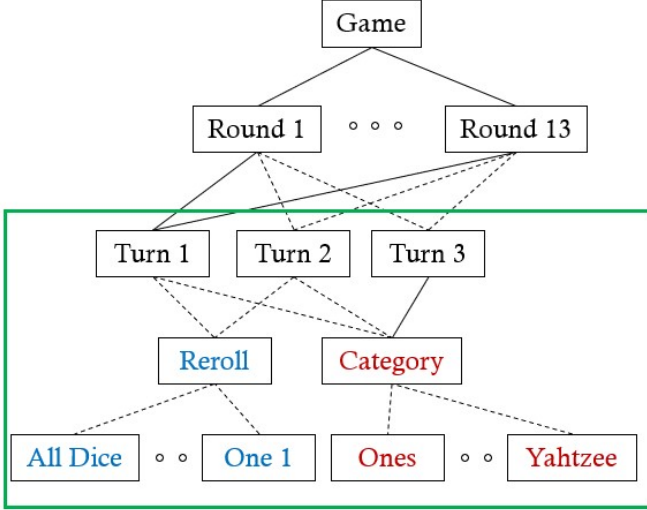 Game
Round 1
Round 13
Turn 1
Turn 2
Turn 3
Reroll
Category
All Dice
One 1
Ones
Yahtzee